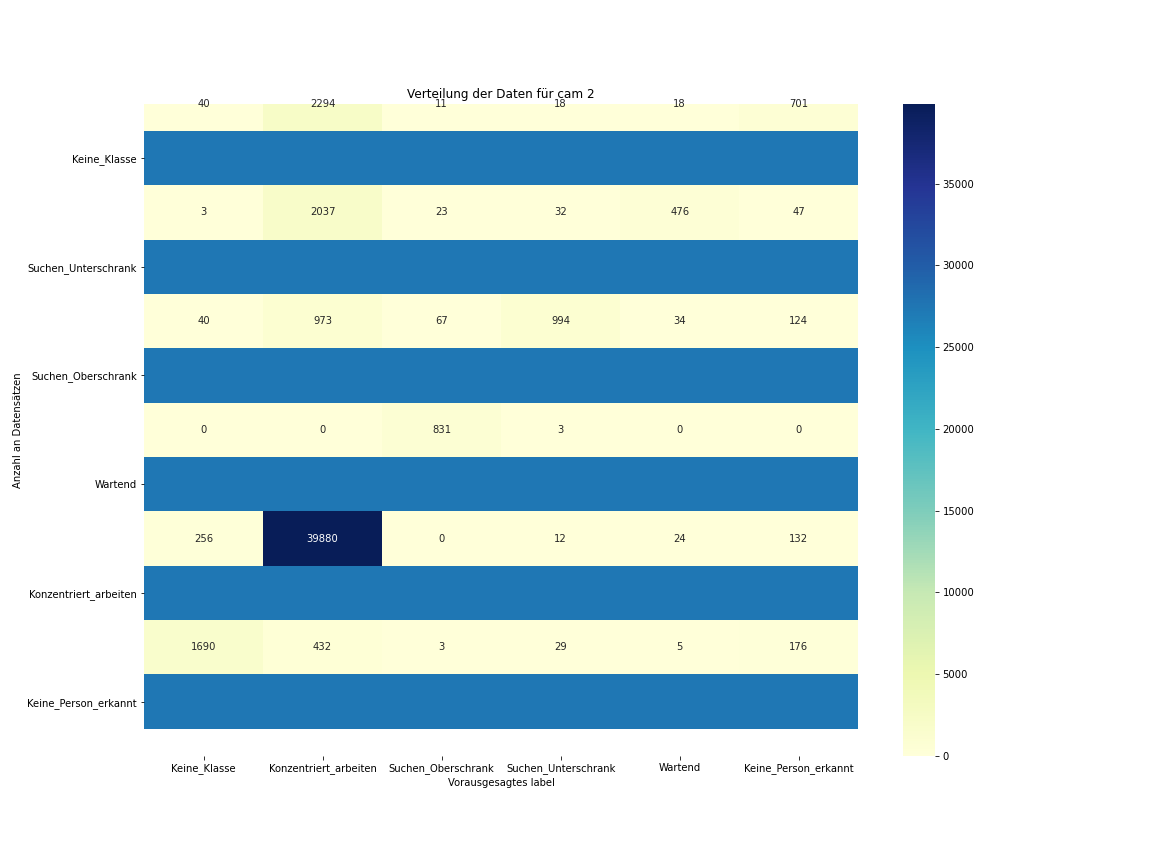 Verteilung der Daten für cam 2
40 2294 11 18 18 701
Keine_Klasse
3 2037 23 32 476 47
Suchen_Unterschrank
40 973 67 994 34 124
Suchen_Oberschrank
0 0 831 3 0 0
Wartend
256 39880 0 12 24 132
Konzentriert_arbeiten
1690 432 3 29 5 176
Keine_Person_erkannt
Anzahl an Datensätzen
Keine_Klasse Konzentriert_arbeiten Suchen_Oberschrank Suchen_Unterschrank Wartend Keine_Person_erkannt
Vorausgesagtes label
35000
30000
25000
20000
15000
10000
5000
0